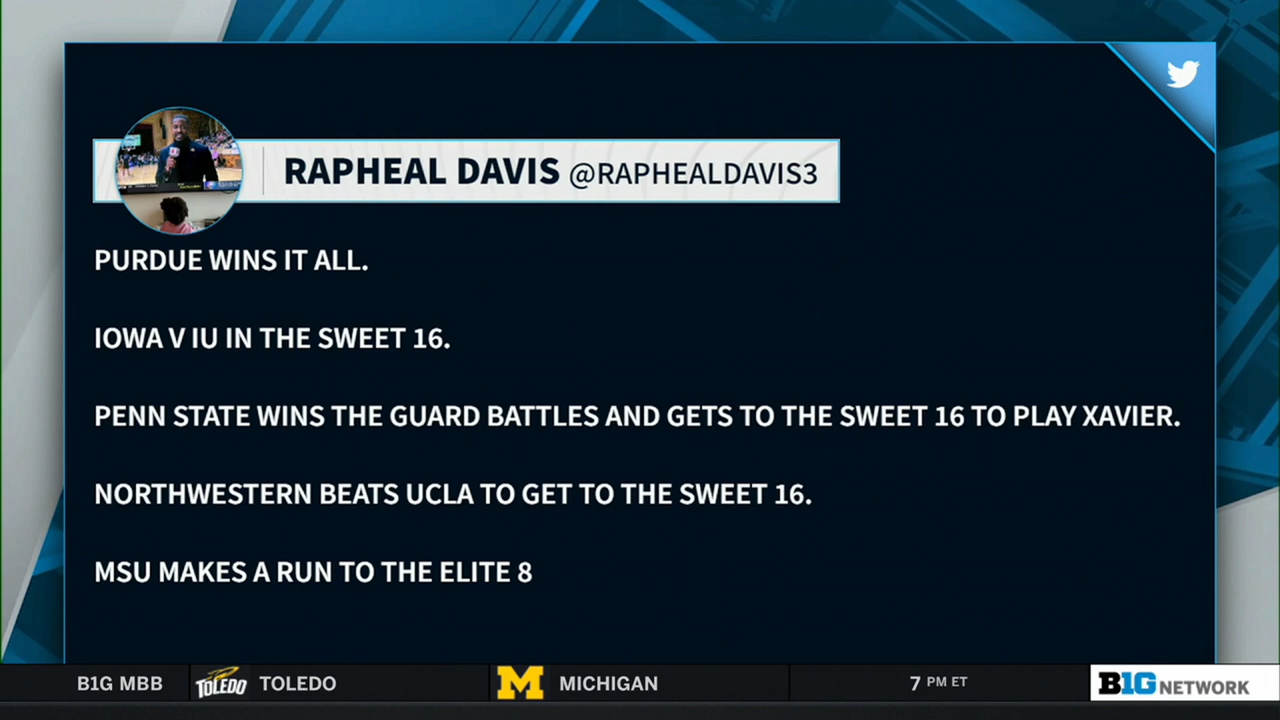 RAPHEAL DAVIS @RAPHEALDAVIS3
PURDUE WINS IT ALL.
IOWA V IU IN THE SWEET 16.
PENN STATE WINS THE GUARD BATTLES AND GETS TO THE SWEET 16 TO PLAY XAVIER.
NORTHWESTERN BEATS UCLA TO GET TO THE SWEET 16.
MSU MAKES A RUN TO THE ELITE 8
B1G MBB TOLEDO TOLEDO M MICHIGAN 7 PM ET B1G NETWORK